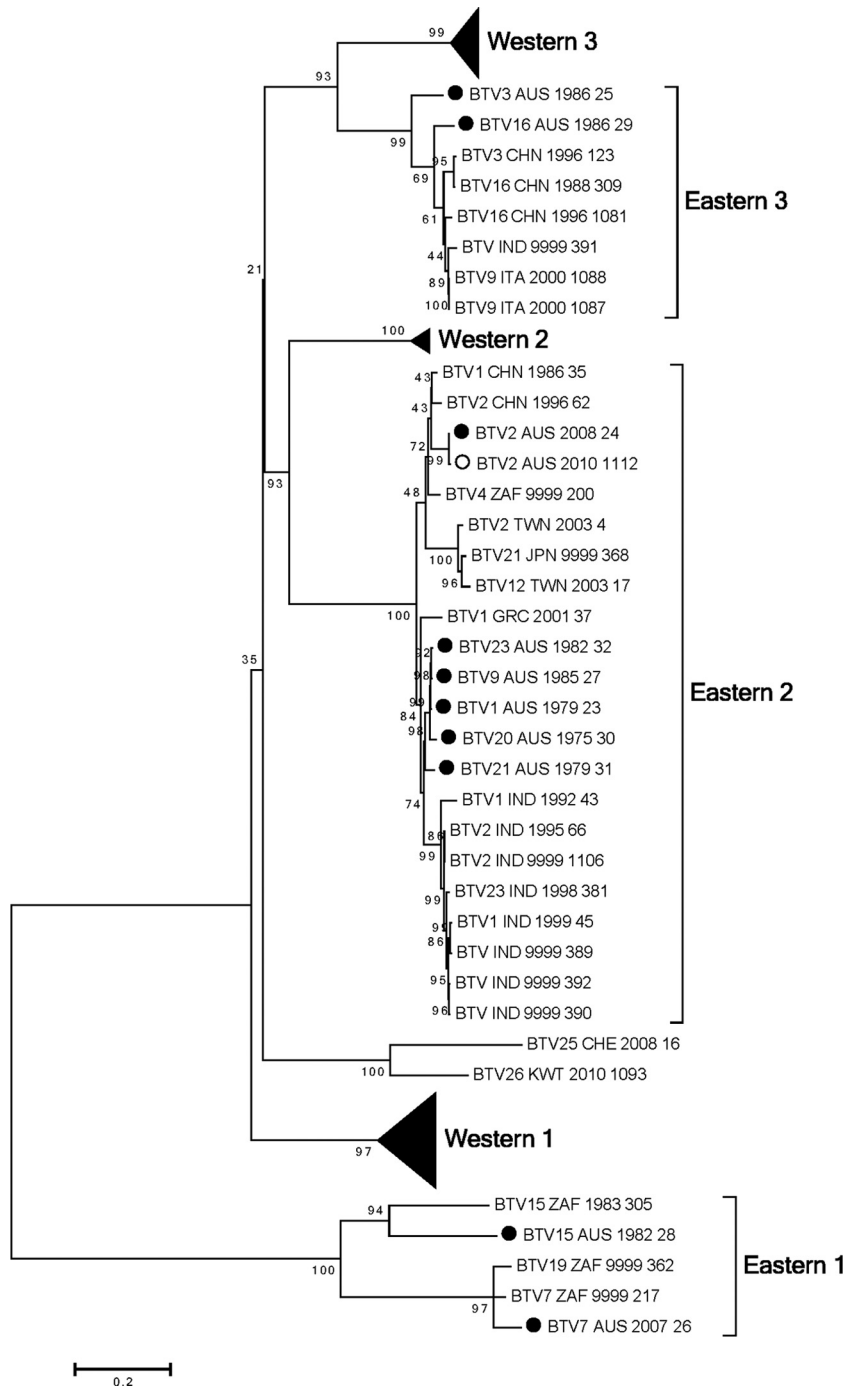 99
Western 3
93
BTV3 AUS 1986 25
BTV16 AUS 1986 29
99
BTV3 CHN 1996 123
95
69
BTV16 CHN 1988 309
BTV16 CHN 1996 1081
61
Eastern 3
BTV IND 9999 391
44
21
BTV9 ITA 2000 1088
89
BTV9 ITA 2000 1087
100
100
Western 2
BTV1 CHN 1986 35
43
BTV2 CHN 1996 62
43
BTV2 AUS 2008 24
72
99
BTV2 AUS 2010 1112
93
48
BTV4 ZAF 9999 200
BTV2 TWN 2003 4
BTV21 JPN 9999 368
100
BTV12 TWN 2003 17
96
100
BTV1 GRC 2001 37
BTV23 AUS 1982 32
92
35
BTV9 AUS 1985 27
98
Eastern 2
BTV1 AUS 1979 23
99
84
BTV20 AUS 1975 30
98
BTV21 AUS 1979 31
BTV1 IND 1992 43
74
BTV2 IND 1995 66
86
BTV2 IND 9999 1106
99
BTV23 IND 1998 381
99
BTV1 IND 1999 45
BTV IND 9999 389
86
BTV IND 9999 392
95
BTV IND 9999 390
96
BTV25 CHE 2008 16
100
BTV26 KWT 2010 1093
Western 1
97
BTV15 ZAF 1983 305
94
BTV15 AUS 1982 28
100
BTV19 ZAF 9999 362
Eastern 1
BTV7 ZAF 9999 217
97
BTV7 AUS 2007 26
0.2